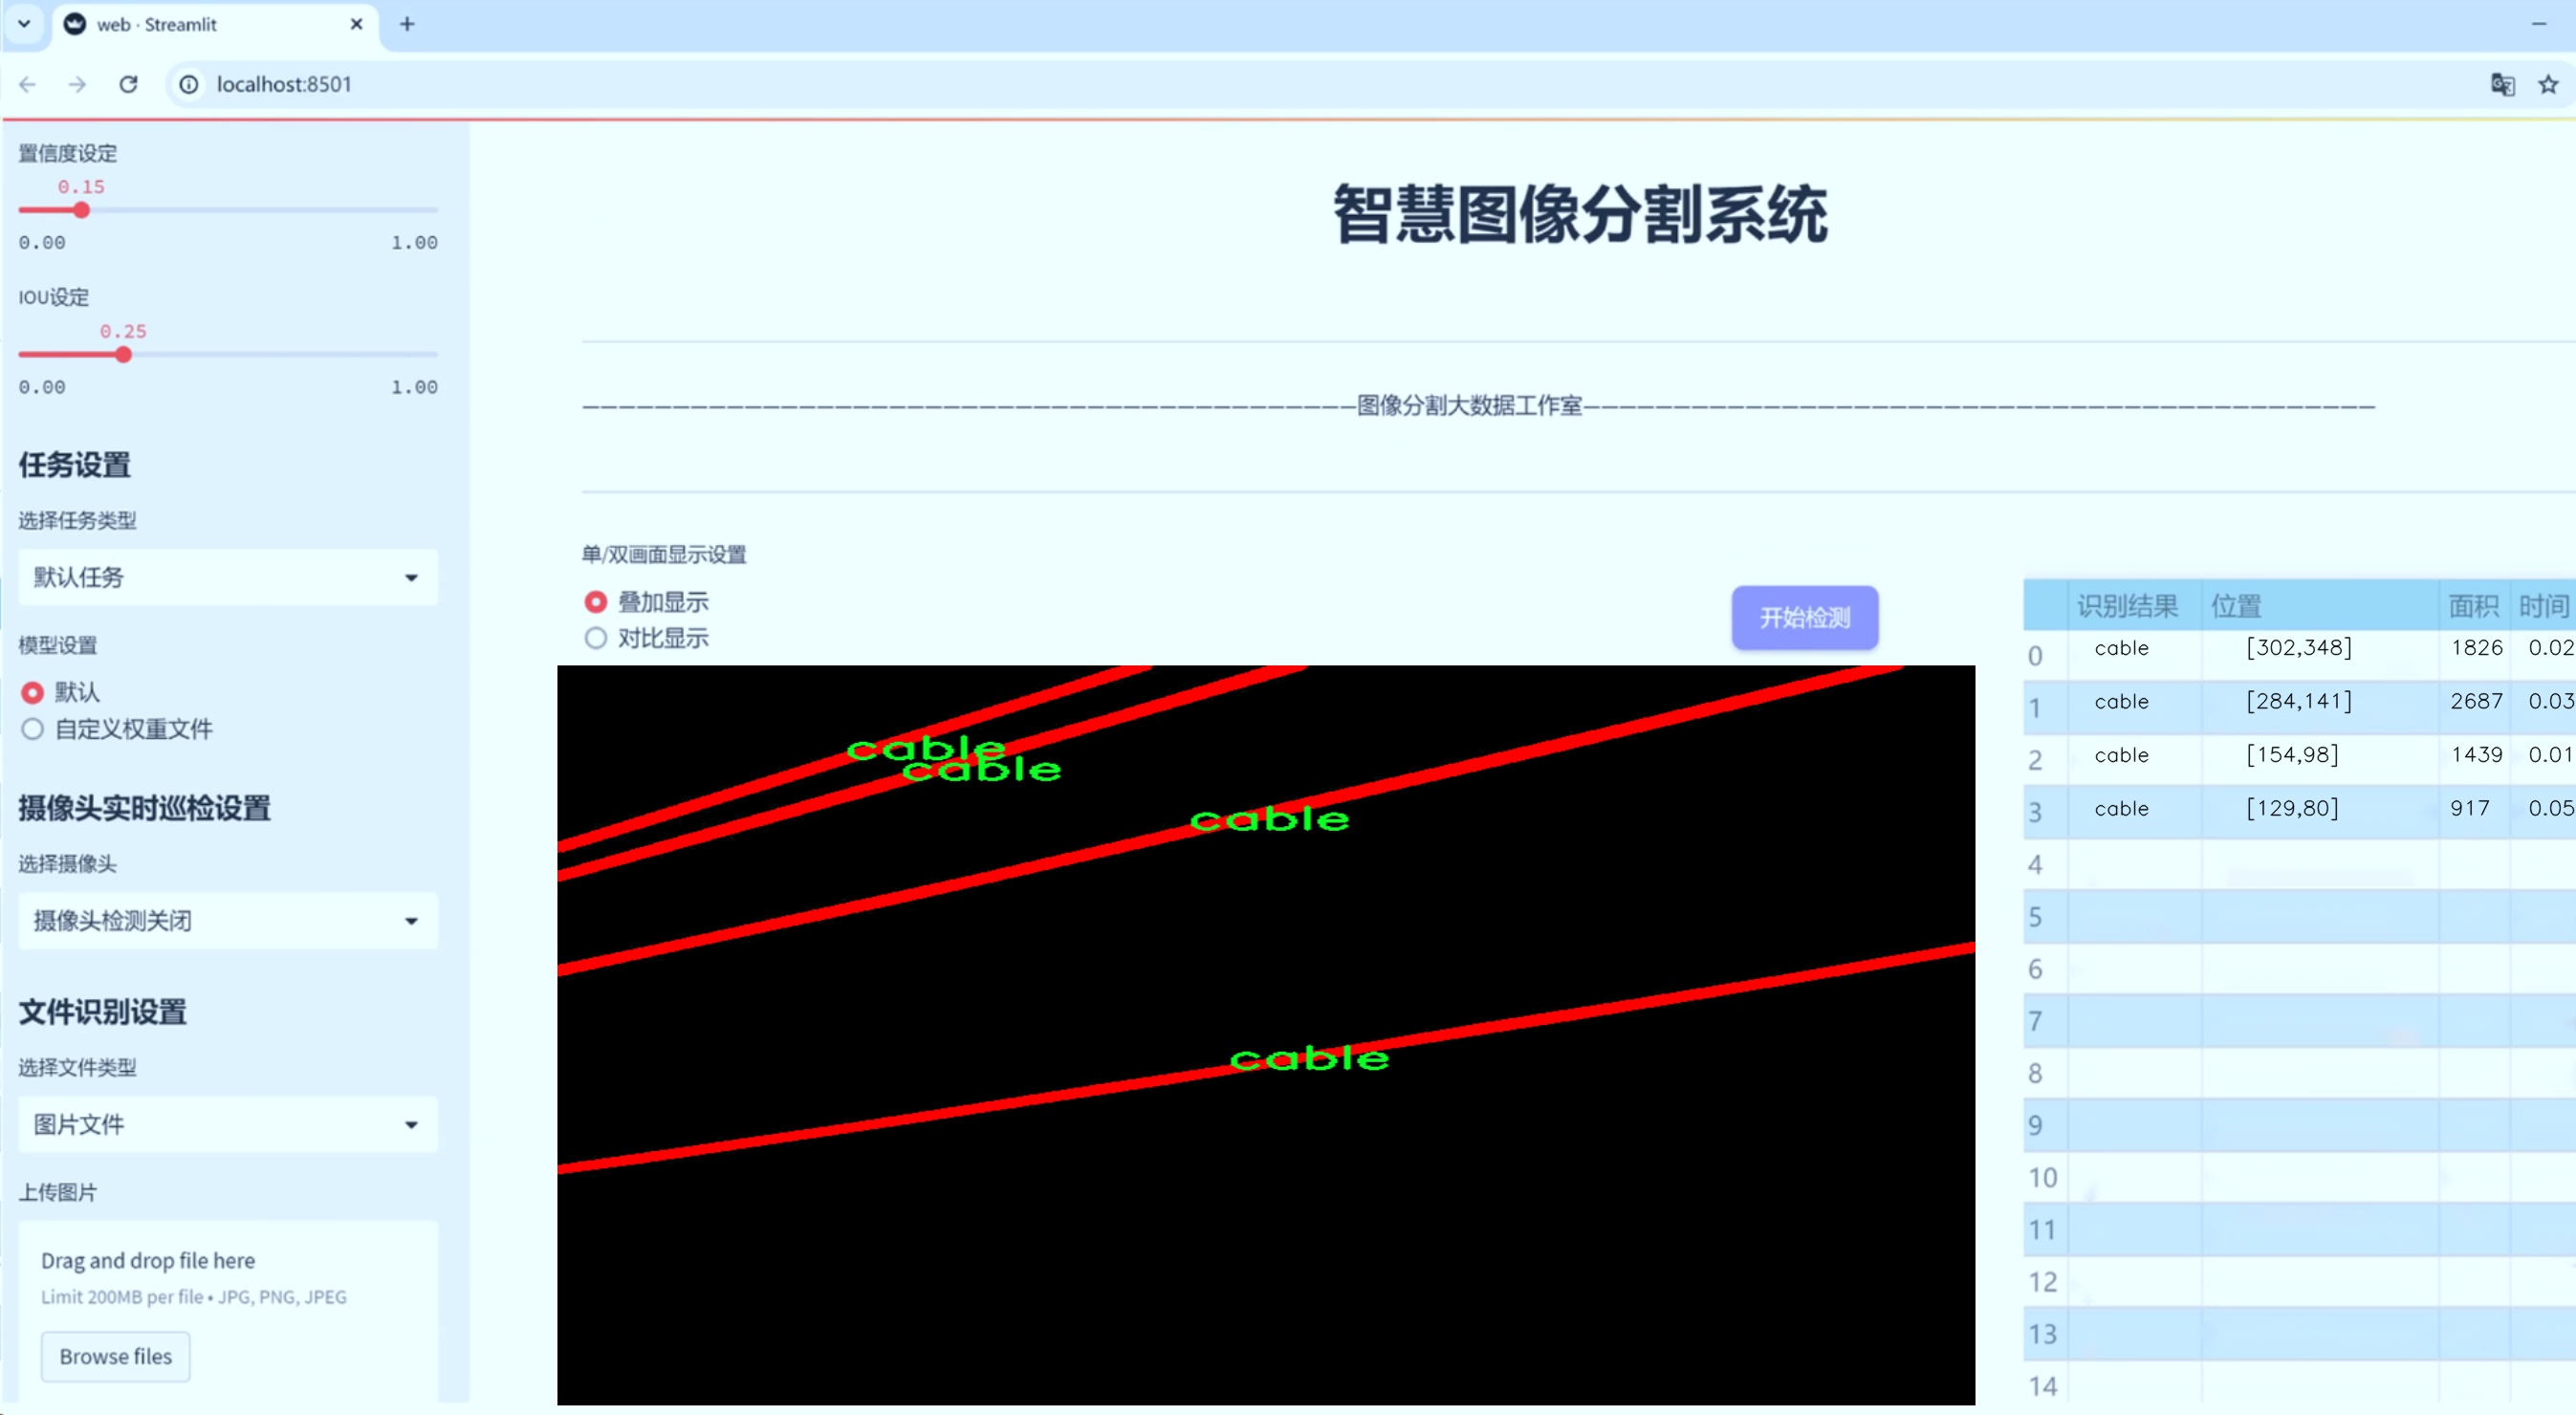 web · Streamlit
localhost:8501
置信度设定
0.15
0.00 1.00
IOU设定
0.25
0.00 1.00
任务设置
选择任务类型
默认任务
模型设置
默认
自定义权重文件
摄像头实时巡检设置
选择摄像头
摄像头检测关闭
文件识别设置
选择文件类型
图片文件
上传图片
Drag and drop file here
Limit 200MB per file • JPG, PNG, JPEG
Browse files
智慧图像分割系统
———————————————————————————————————————————图像分割大数据工作室————————————————————————————————————————————
单/双画面显示设置
叠加显示
对比显示
开始检测
cable
cable
cable
cable
识别结果 位置 面积 时间
0 cable [302,348] 1826 0.02
1 cable [284,141] 2687 0.03
2 cable [154,98] 1439 0.01
3 cable [129,80] 917 0.05
4
5
6
7
8
9
10
11
12
13
14